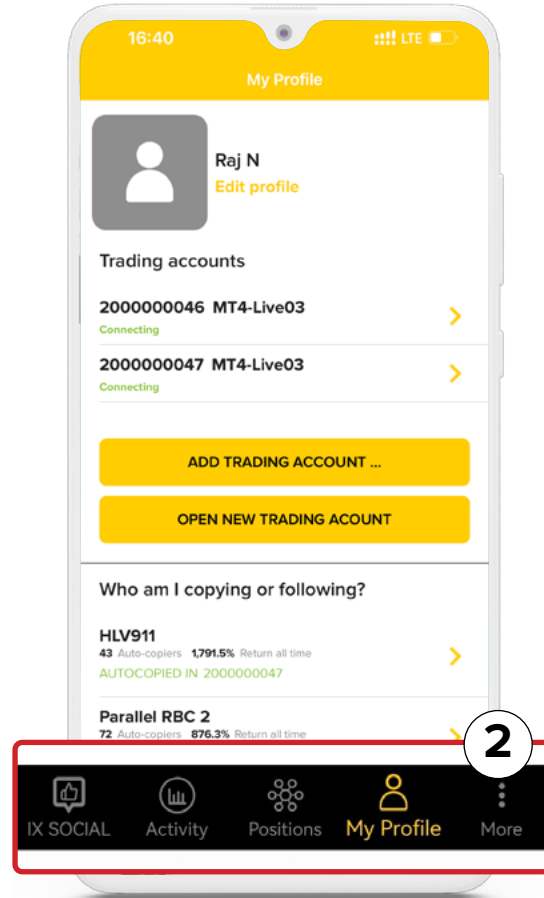 16:40 LTE
My Profile
Raj N
Edit profile
Trading accounts
2000000046 MT4-Live03
Connecting
2000000047 MT4-Live03
Connecting
ADD TRADING ACCOUNT ...
OPEN NEW TRADING ACOUNT
Who am I copying or following?
HLV911
43 Auto-copiers 1,791.5% Return all time
AUTOCOPIED IN 2000000047
Parallel RBC 2
72 Auto-copiers 876.3% Return all time
2
IX SOCIAL Activity Positions My Profile More